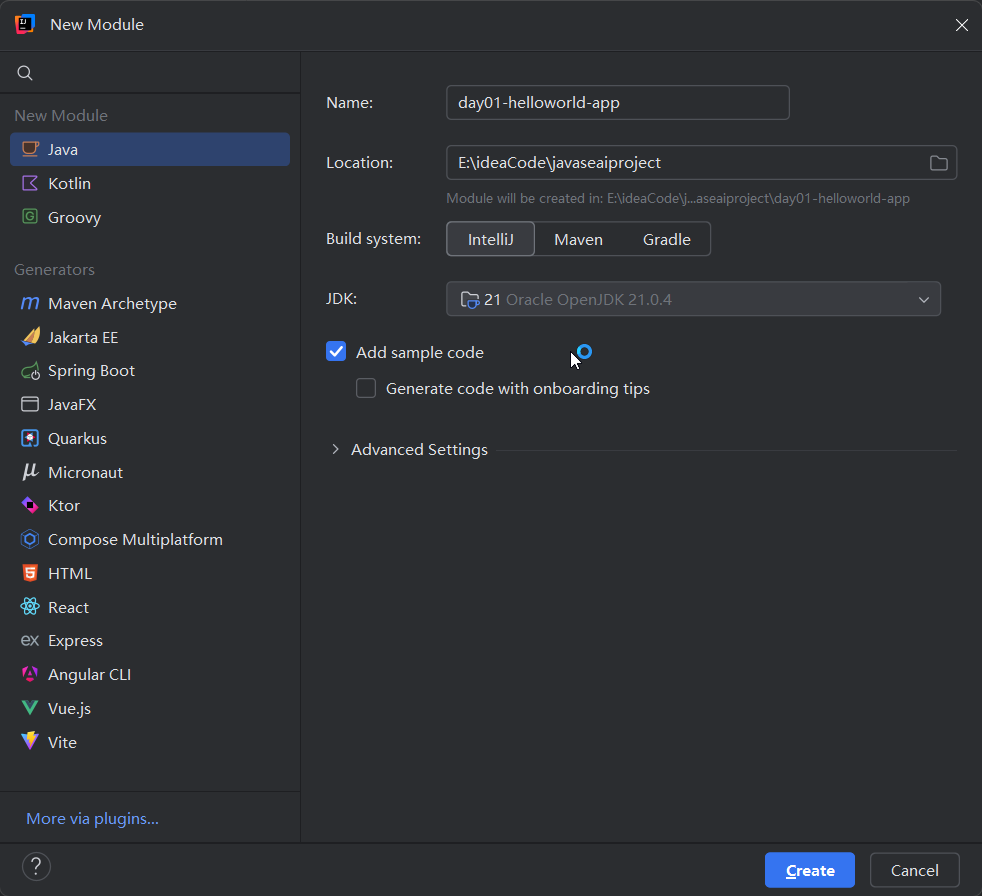 New Module
New Module
Java
Kotlin
Groovy
Generators
Maven Archetype
Jakarta EE
Spring Boot
JavaFX
Quarkus
Micronaut
Ktor
Compose Multiplatform
HTML
React
ex Express
Angular CLI
Vue.js
Vite
More via plugins...
Name: day01-helloworld-app
Location: E:\ideaCode\javaseaiproject
Module will be created in: E:\ideaCode\j...aseaiproject\day01-helloworld-app
Build system: IntelliJ Maven Gradle
JDK: 21 Oracle OpenJDK 21.0.4
Add sample code
Generate code with onboarding tips
Advanced Settings
? Create Cancel